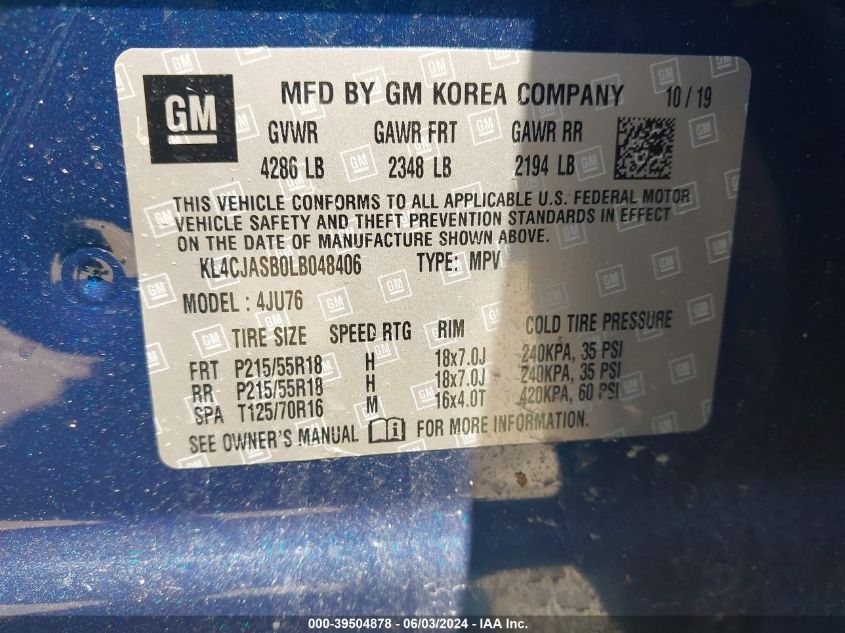 GM
MFD BY GM KOREA COMPANY 10/19
GVWR GAWR FRT GAWR RR
4286 LB 2348 LB 2194 LB
THIS VEHICLE CONFORMS TO ALL APPLICABLE U.S. FEDERAL MOTOR
VEHICLE SAFETY AND THEFT PREVENTION STANDARDS IN EFFECT
ON THE DATE OF MANUFACTURE SHOWN ABOVE.
KL4CJASB0LB048406 TYPE: MPV
MODEL : 4JU76
TIRE SIZE SPEED RTG RIM COLD TIRE PRESSURE
FRT P215/55R18 H 18x7.0J 240KPA, 35 PSI
RR P215/55R18 H 18x7.0J 240KPA, 35 PSI
SPA T125/70R16 M 16x4.0T 420KPA, 60 PSI
SEE OWNER'S MANUAL i FOR MORE INFORMATION.
000-39504878 - 06/03/2024 - IAA Inc.